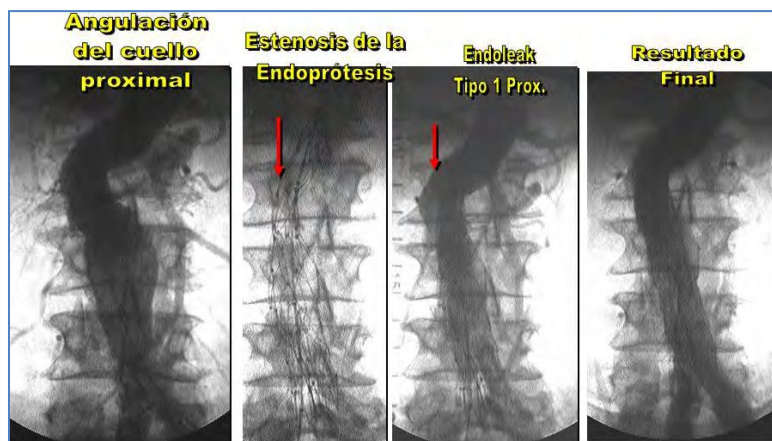 Angulación
del cuello
proximal
Estenosis de la
Endoprótesis
Endoleak
Tipo 1 Prox.
Resultado
Final